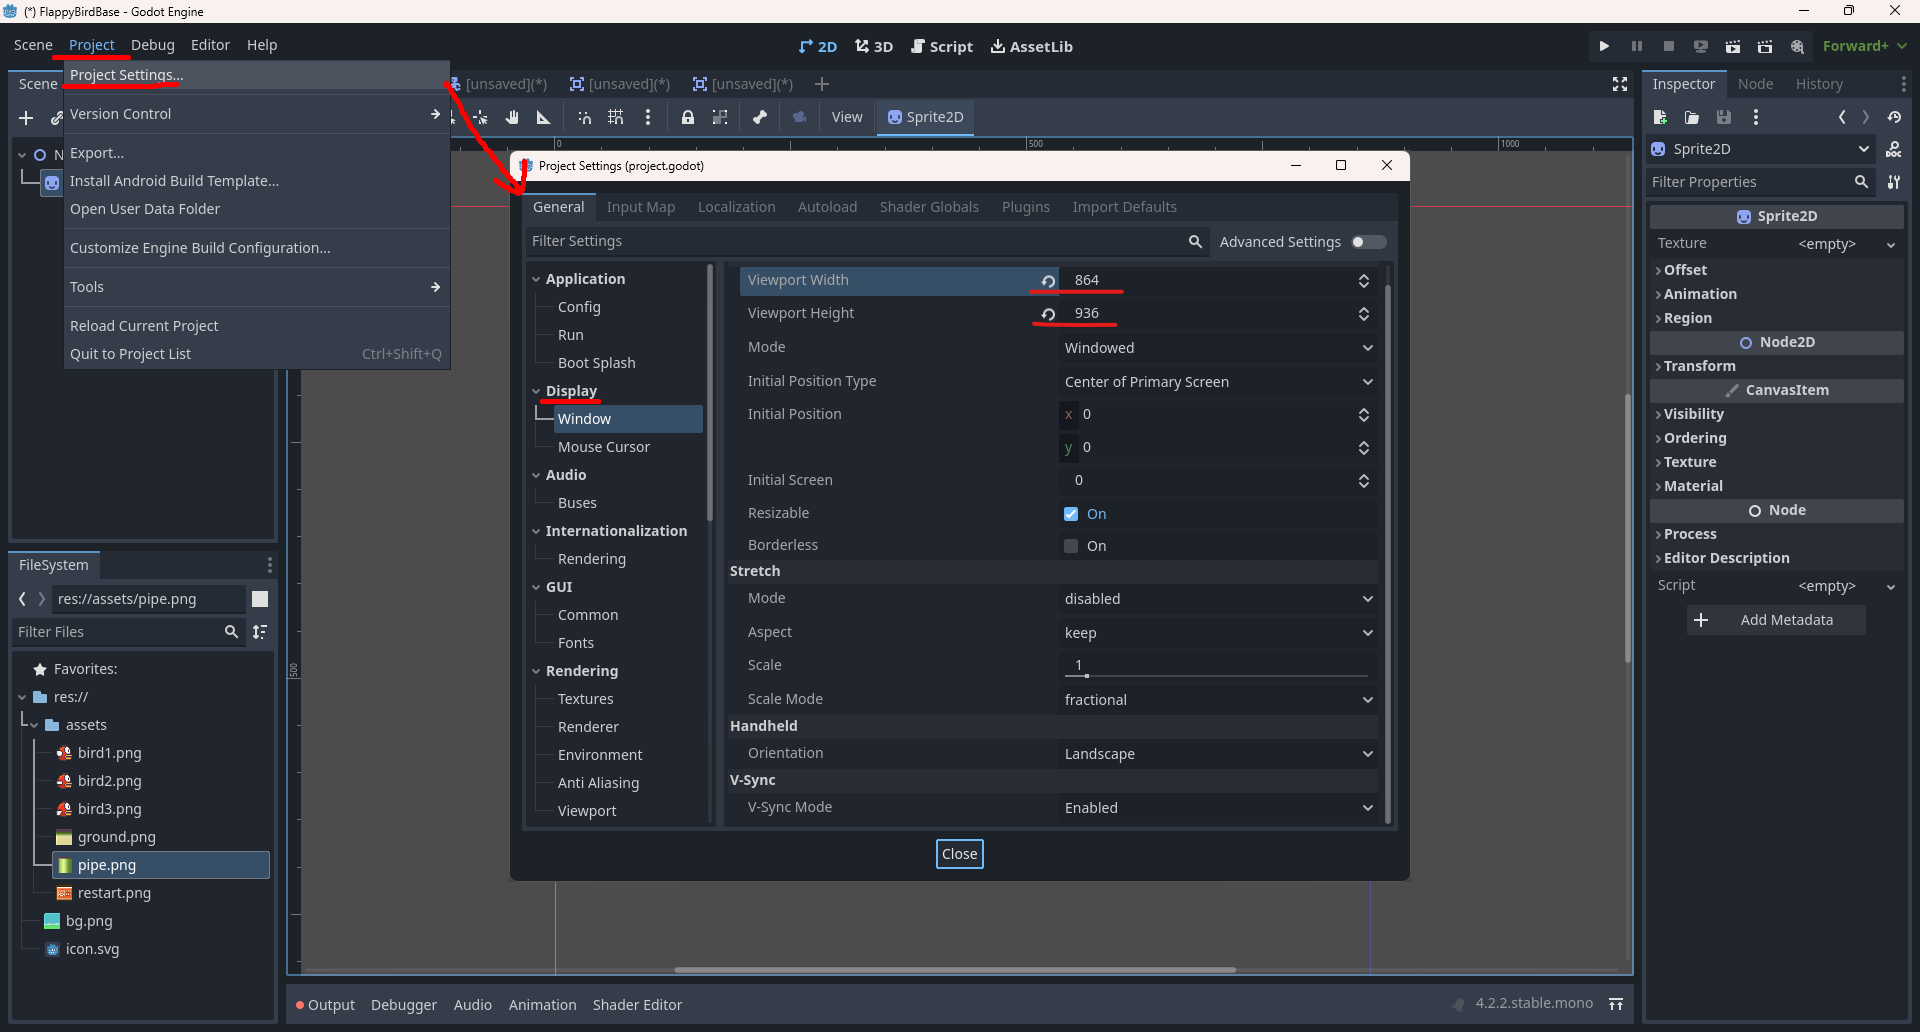 (*) FlappyBirdBase - Godot Engine
Scene Project Debug Editor Help
2D 3D Script AssetLib
Forward+
Scene
Project Settings...
Version Control
Export...
Install Android Build Template...
Open User Data Folder
Customize Engine Build Configuration...
Tools
Reload Current Project
Quit to Project List Ctrl+Shift+Q
N
[unsaved](*) [unsaved](*) [unsaved](*)
View Sprite2D
0 500 1000
500
Project Settings (project.godot)
General Input Map Localization Autoload Shader Globals Plugins Import Defaults
Filter Settings Advanced Settings
Application
Config
Run
Boot Splash
Display
Window
Mouse Cursor
Audio
Buses
Internationalization
Rendering
GUI
Common
Fonts
Rendering
Textures
Renderer
Environment
Anti Aliasing
Viewport
Viewport Width 864
Viewport Height 936
Mode Windowed
Initial Position Type Center of Primary Screen
Initial Position x 0
y 0
Initial Screen 0
Resizable On
Borderless On
Stretch
Mode disabled
Aspect keep
Scale 1
Scale Mode fractional
Handheld
Orientation Landscape
V-Sync
V-Sync Mode Enabled
Close
FileSystem
res://assets/pipe.png
Filter Files
Favorites:
res://
assets
bird1.png
bird2.png
bird3.png
ground.png
pipe.png
restart.png
bg.png
icon.svg
Output Debugger Audio Animation Shader Editor
4.2.2.stable.mono
Inspector Node History
Sprite2D
DOC
Filter Properties
Sprite2D
Texture <empty>
Offset
Animation
Region
Node2D
Transform
CanvasItem
Visibility
Ordering
Texture
Material
Node
Process
Editor Description
Script <empty>
Add Metadata